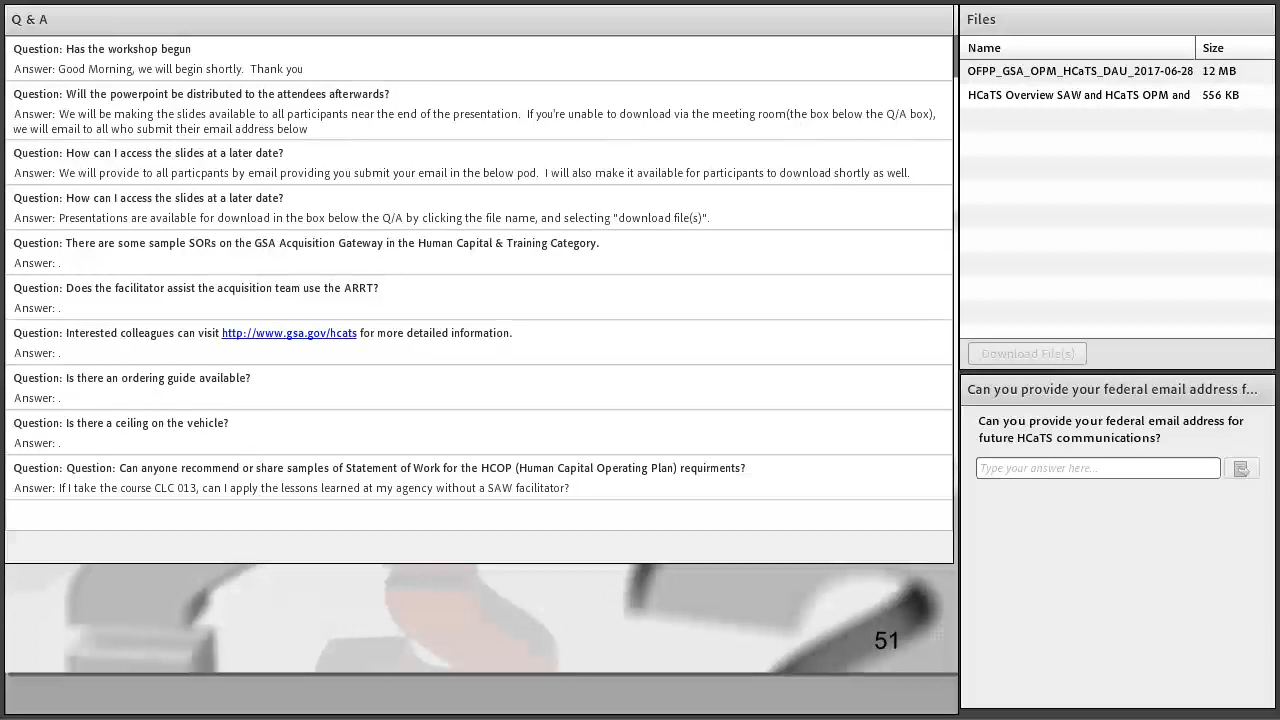 Q & A
Question: Has the workshop begun
Answer: Good Morning, we will begin shortly.  Thank you
Question: Will the powerpoint be distributed to the attendees afterwards?
Answer: We will be making the slides available to all participants near the end of the presentation.  If you're unable to download via the meeting room(the box below the Q/A box),
we will email to all who submit their email address below
Question: How can I access the slides at a later date?
Answer: We will provide to all particpants by email providing you submit your email in the below pod.  I will also make it available for participants to download shortly as well.
Question: How can I access the slides at a later date?
Answer: Presentations are available for download in the box below the Q/A by clicking the file name, and selecting "download file(s)".
Question: There are some sample SORs on the GSA Acquisition Gateway in the Human Capital & Training Category.
Answer: .
Question: Does the facilitator assist the acquisition team use the ARRT?
Answer: .
Question: Interested colleagues can visit http://www.gsa.gov/hcats for more detailed information.
Answer: .
Question: Is there an ordering guide available?
Answer: .
Question: Is there a ceiling on the vehicle?
Answer: .
Question: Question: Can anyone recommend or share samples of Statement of Work for the HCOP (Human Capital Operating Plan) requirments?
Answer: If I take the course CLC 013, can I apply the lessons learned at my agency without a SAW facilitator?
51
Files
Name Size
OFPP_GSA_OPM_HCaTS_DAU_2017-06-28 12 MB
HCaTS Overview SAW and HCaTS OPM and 556 KB
Download File(s)
Can you provide your federal email address f...
Can you provide your federal email address for
future HCaTS communications?
Type your answer here...